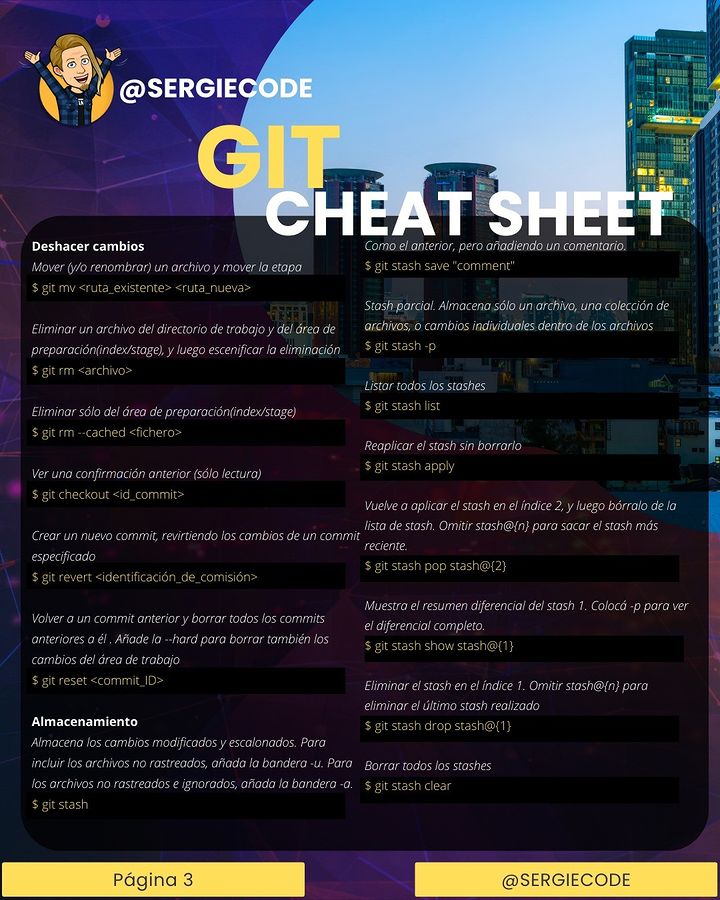 @SERGIECODE
GIT
CHEAT SHEET
Deshacer cambios
Mover (y/o renombrar) un archivo y mover la etapa
$ git mv <ruta_existente> <ruta_nueva>
Eliminar un archivo del directorio de trabajo y del área de
preparación(index/stage), y luego escenificar la eliminación
$ git rm <archivo>
Eliminar sólo del área de preparación(index/stage)
$ git rm --cached <fichero>
Ver una confirmación anterior (sólo lectura)
$ git checkout <id_commit>
Crear un nuevo commit, revirtiendo los cambios de un commit
especificado
$ git revert <identificación_de_comisión>
Volver a un commit anterior y borrar todos los commits
anteriores a él . Añade la --hard para borrar también los
cambios del área de trabajo
$ git reset <commit_ID>
Almacenamiento
Almacena los cambios modificados y escalonados. Para
incluir los archivos no rastreados, añada la bandera -u. Para
los archivos no rastreados e ignorados, añada la bandera -a.
$ git stash
Como el anterior, pero añadiendo un comentario.
$ git stash save "comment"
Stash parcial. Almacena sólo un archivo, una colección de
archivos, o cambios individuales dentro de los archivos
$ git stash -p
Listar todos los stashes
$ git stash list
Reaplicar el stash sin borrarlo
$ git stash apply
Vuelve a aplicar el stash en el índice 2, y luego bórralo de la
lista de stash. Omitir stash@{n} para sacar el stash más
reciente.
$ git stash pop stash@{2}
Muestra el resumen diferencial del stash 1. Colocá -p para ver
el diferencial completo.
$ git stash show stash@{1}
Eliminar el stash en el índice 1. Omitir stash@{n} para
eliminar el último stash realizado
$ git stash drop stash@{1}
Borrar todos los stashes
$ git stash clear
Página 3
@SERGIECODE